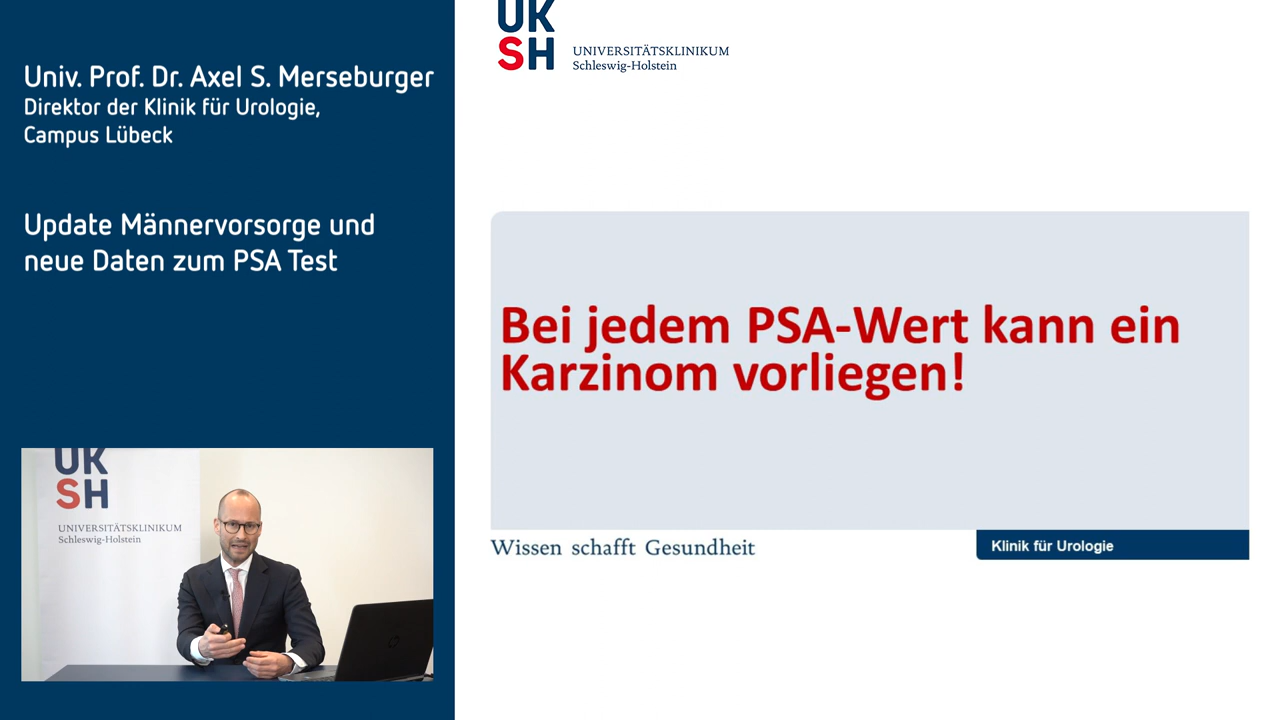 Univ. Prof. Dr. Axel S. Merseburger
Direktor der Klinik für Urologie,
Campus Lübeck
Update Männervorsorge und
neue Daten zum PSA Test
UK
SH
UNIVERSITÄTSKLINIKUM
Schleswig-Holstein
UK
SH
UNIVERSITÄTSKLINIKUM
Schleswig-Holstein
Bei jedem PSA-Wert kann ein
Karzinom vorliegen!
Wissen schafft Gesundheit
Klinik für Urologie